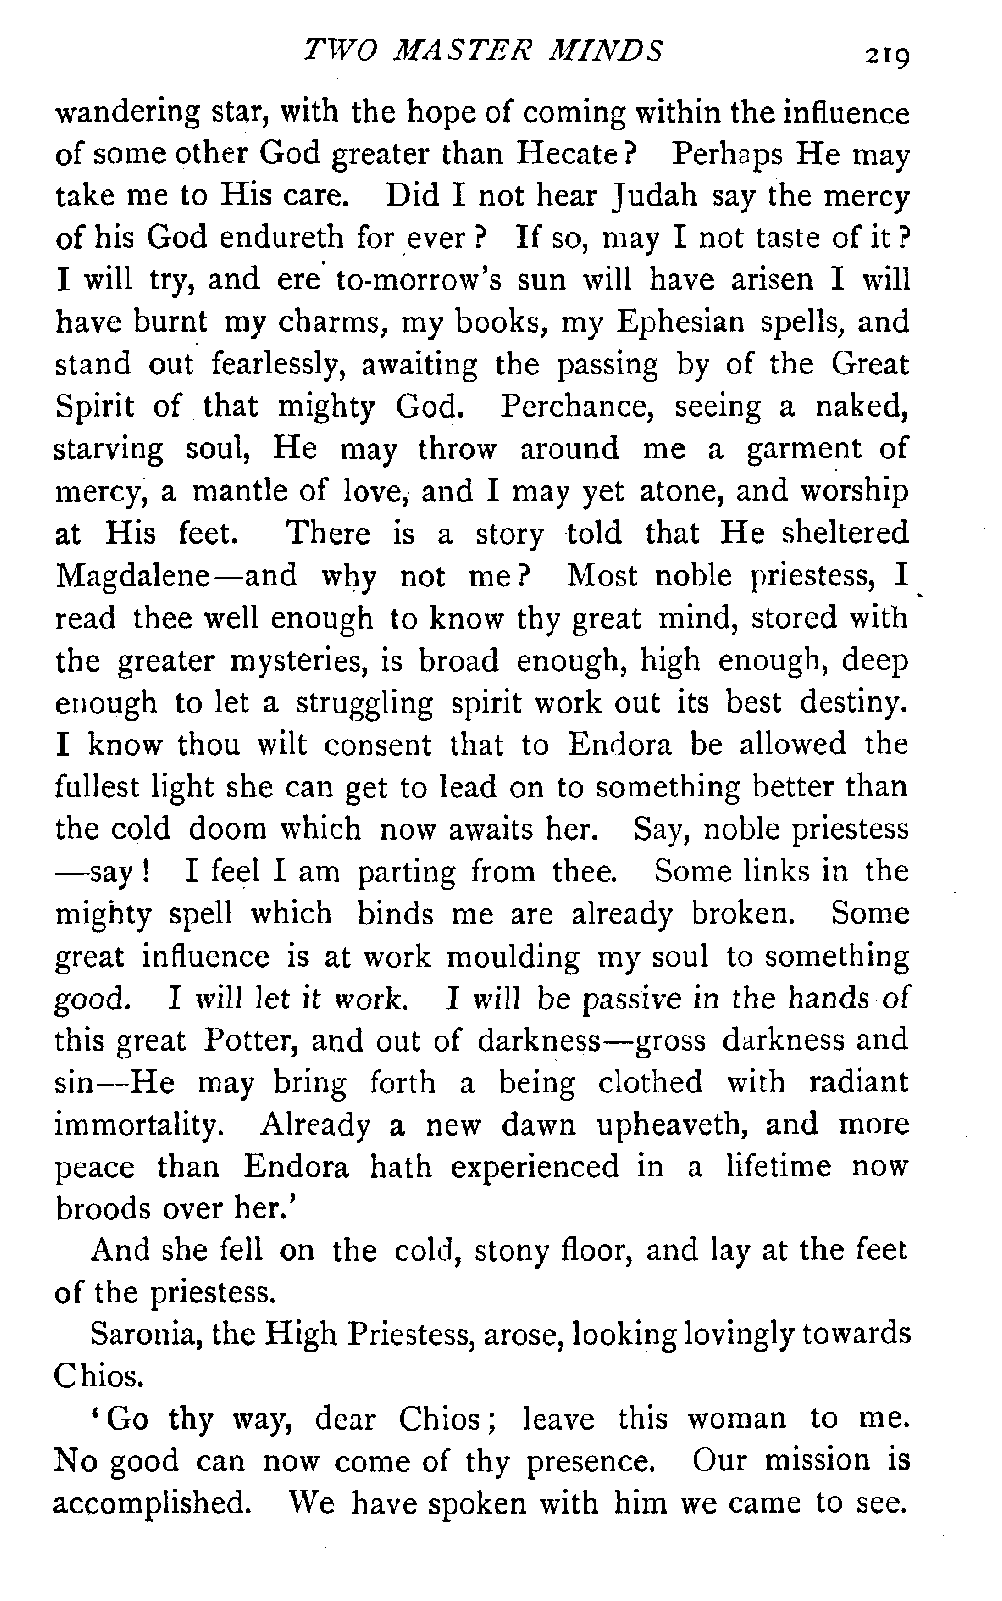 TWO MASTER MINDS 219
wandering star, with the hope of coming within the influence
of some other God greater than Hecate? Perhaps He may
take me to His care. Did I not hear Judah say the mercy
of his God endureth for ever? If so, may I not taste of it?
I will try, and ere to-morrow's sun will have arisen I will
have burnt my charms, my books, my Ephesian spells, and
stand out fearlessly, awaiting the passing by of the Great
Spirit of that mighty God. Perchance, seeing a naked,
starving soul, He may throw around me a garment of
mercy, a mantle of love, and I may yet atone, and worship
at His feet. There is a story told that He sheltered
Magdalene—and why not me? Most noble priestess, I
read thee well enough to know thy great mind, stored with
the greater mysteries, is broad enough, high enough, deep
enough to let a struggling spirit work out its best destiny.
I know thou wilt consent that to Endora be allowed the
fullest light she can get to lead on to something better than
the cold doom which now awaits her. Say, noble priestess
—say! I feel I am parting from thee. Some links in the
mighty spell which binds me are already broken. Some
great influence is at work moulding my soul to something
good. I will let it work. I will be passive in the hands of
this great Potter, and out of darkness—gross darkness and
sin—He may bring forth a being clothed with radiant
immortality. Already a new dawn upheaveth, and more
peace than Endora hath experienced in a lifetime now
broods over her.'
And she fell on the cold, stony floor, and lay at the feet
of the priestess.
Saronia, the High Priestess, arose, looking lovingly towards
Chios.
'Go thy way, dear Chios; leave this woman to me.
No good can now come of thy presence. Our mission is
accomplished. We have spoken with him we came to see.